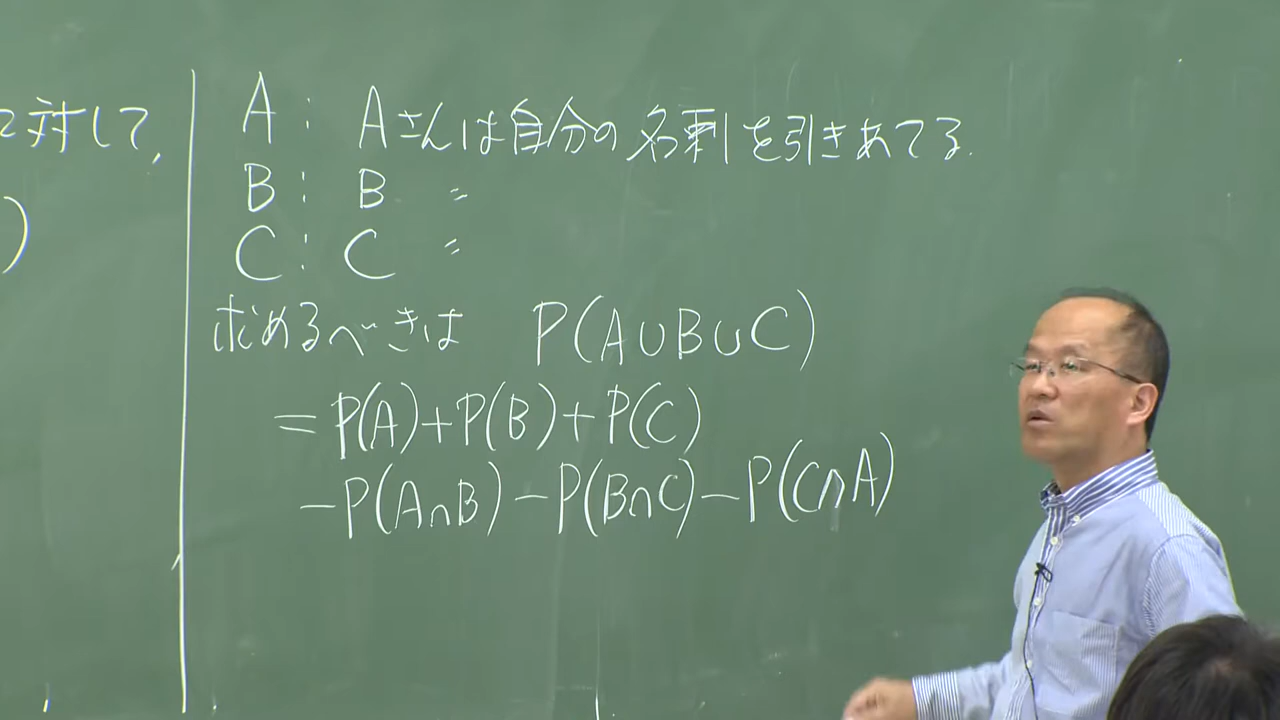 に対して,
)
A : Aさんは自分の名刺を引きあてる.
B : B 〃
C : C 〃
求めるべきは P(A∪B∪C)
=P(A)+P(B)+P(C)
-P(A∩B)-P(B∩C)-P(C∩A)